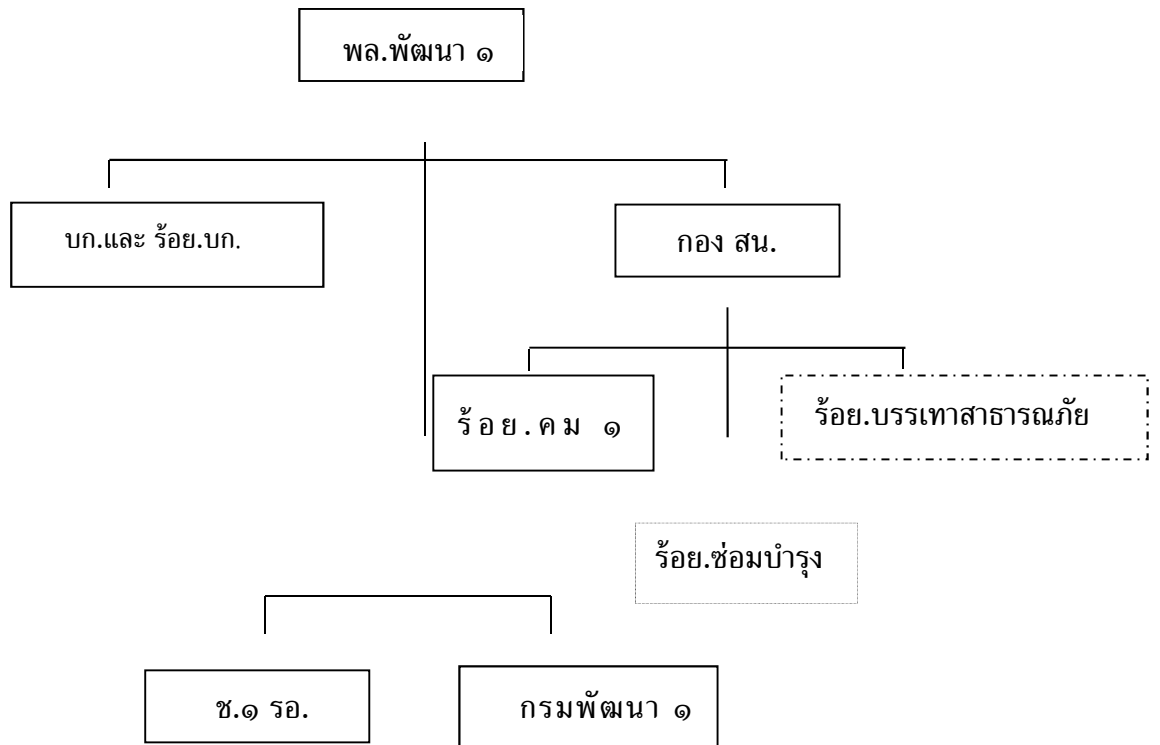 พล.พัฒนา ๑
บก.และ ร้อย.บก.
กอง สน.
ร้อย.คม ๑
ร้อย.บรรเทาสาธารณภัย
ร้อย.ซ่อมบำรุง
ช.๑ รอ.
กรมพัฒนา ๑